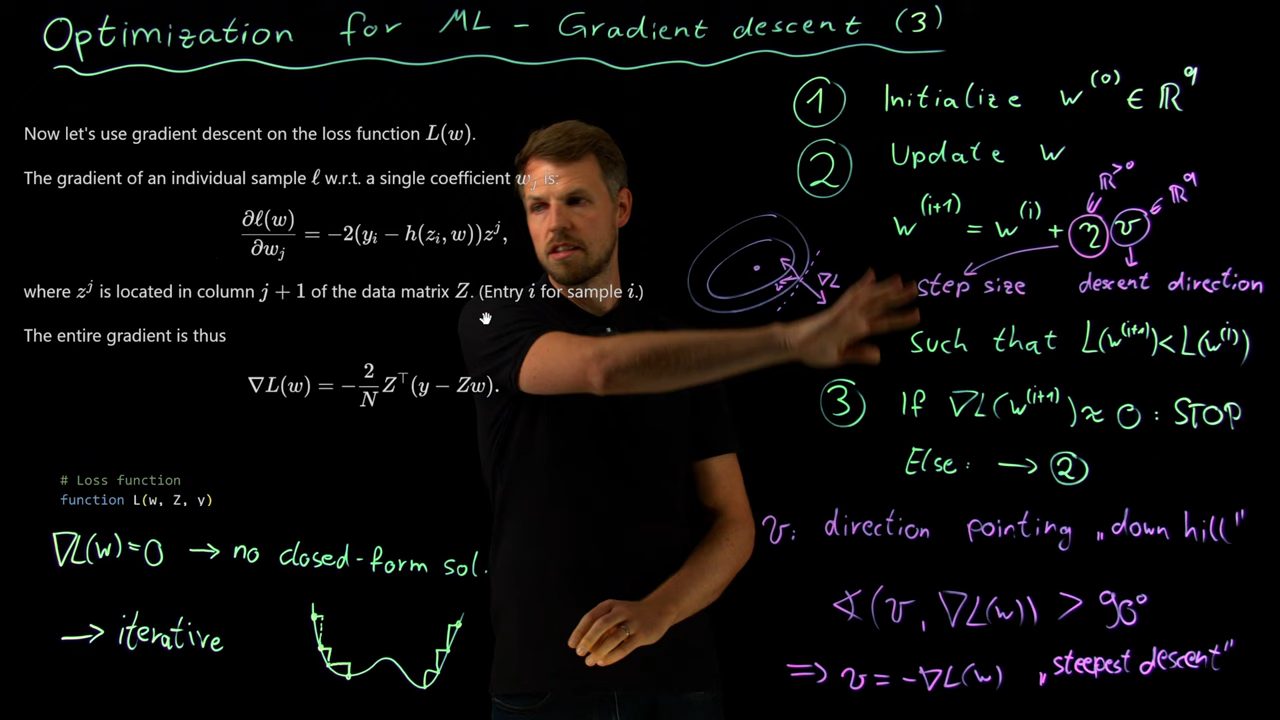 Optimization for ML - Gradient descent (3)
Now let's use gradient descent on the loss function L(w).
The gradient of an individual sample ℓ w.r.t. a single coefficient w_j is:
∂ℓ(w)/∂w_j = −2(y_i − h(z_i, w))z^j,
where z^j is located in column j + 1 of the data matrix Z. (Entry i for sample i.)
The entire gradient is thus
∇L(w) = −2/N Z^⊤(y − Zw).
# Loss function
function L(w, Z, y)
∇L(w)=0 → no closed-form sol.
→ iterative
① Initialize w^(0) ∈ ℝ^q
② Update w
ℝ^>0
ℝ^q
w^(i+1) = w^(i) + η v
∇L
step size descent direction
Such that L(w^(i+1)) < L(w^(i))
③ If ∇L(w^(i+1)) ≈ 0 : STOP
Else: → ②
v: direction pointing „down hill"
∢(v, ∇L(w)) > 90°
⇒ v = -∇L(w) „steepest descent"